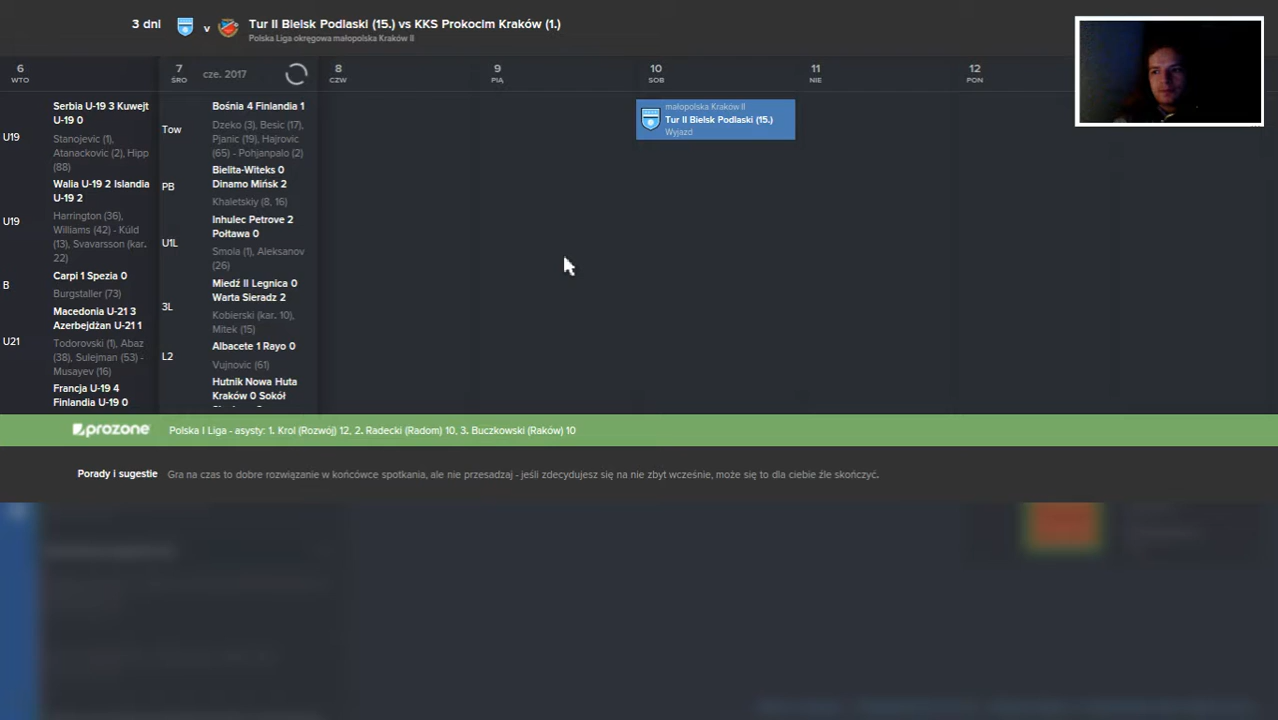 3 dni
v
Tur II Bielsk Podlaski (15.) vs KKS Prokocim Kraków (1.)
Polska Liga okręgowa małopolska Kraków II
6
WTO
7
ŚRO
cze. 2017
8
CZW
9
PIĄ
10
SOB
11
NIE
12
PON
U19
Serbia U-19 3 Kuwejt
U-19 0
Stanojevic (1),
Atanackovic (2), Hipp
(88)
U19
Walia U-19 2 Islandia
U-19 2
Harrington (36),
Williams (42) - Küld
(13), Svavarsson (kar.
22)
B
Carpi 1 Spezia 0
Burgstaller (73)
U21
Macedonia U-21 3
Azerbejdżan U-21 1
Todorovski (1), Abaz
(38), Sulejman (53) -
Musayev (16)
Francja U-19 4
Finlandia U-19 0
Tow
Bośnia 4 Finlandia 1
Dzeko (3), Besic (17),
Pjanic (19), Hajrovic
(65) - Pohjanpalo (2)
PB
Bielita-Witeks 0
Dinamo Mińsk 2
Khaletskiy (8, 16)
U1L
Inhulec Petrove 2
Połtawa 0
Smola (1), Aleksanov
(26)
3L
Miedź II Legnica 0
Warta Sieradz 2
Kobierski (kar. 10),
Mitek (15)
L2
Albacete 1 Rayo 0
Vujnovic (61)
Hutnik Nowa Huta
Kraków 0 Sokół
małopolska Kraków II
Tur II Bielsk Podlaski (15.)
Wyjazd
prozone
Polska I Liga - asysty: 1. Krol (Rozwój) 12, 2. Radecki (Radom) 10, 3. Buczkowski (Raków) 10
Porady i sugestie
Gra na czas to dobre rozwiązanie w końcówce spotkania, ale nie przesadzaj - jeśli zdecydujesz się na nie zbyt wcześnie, może się to dla ciebie źle skończyć.